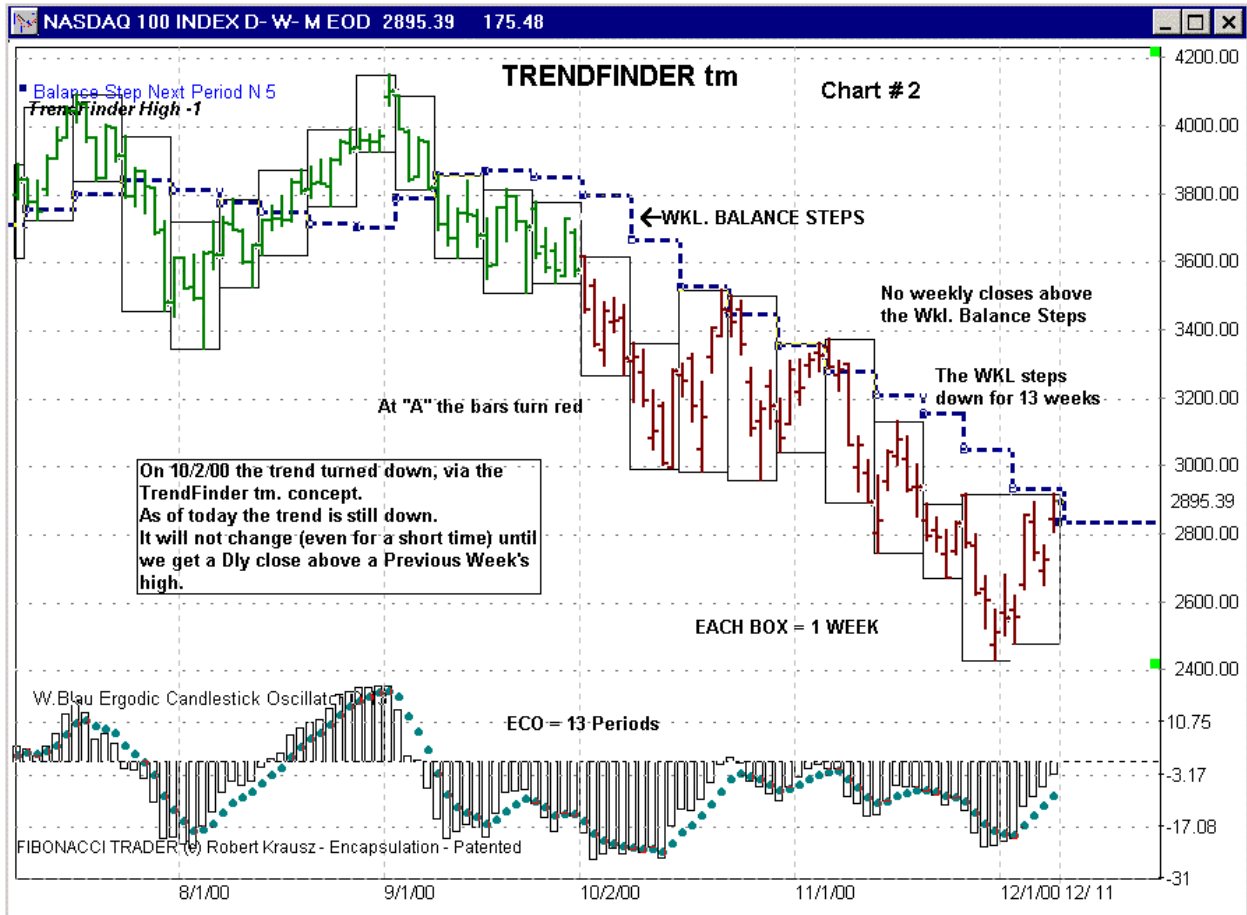 NASDAQ 100 INDEX D- W- M EOD 2895.39 175.48
TRENDFINDER tm
Chart # 2
Balance Step Next Period N 5
TrendFinder High -1
4200.00
4000.00
3800.00
3600.00
3400.00
3200.00
3000.00
2895.39
2800.00
2600.00
2400.00
←WKL. BALANCE STEPS
No weekly closes above
the Wkl. Balance Steps
The WKL steps
down for 13 weeks
At "A" the bars turn red
On 10/2/00 the trend turned down, via the
TrendFinder tm. concept.
As of today the trend is still down.
It will not change (even for a short time) until
we get a Dly close above a Previous Week's
high.
EACH BOX = 1 WEEK
W.Blau Ergodic Candlestick Oscillator
ECO = 13 Periods
10.75
-3.17
-17.08
-31
FIBONACCI TRADER (c) Robert Krausz - Encapsulation - Patented
8/1/00 9/1/00 10/2/00 11/1/00 12/1/00 12/ 11